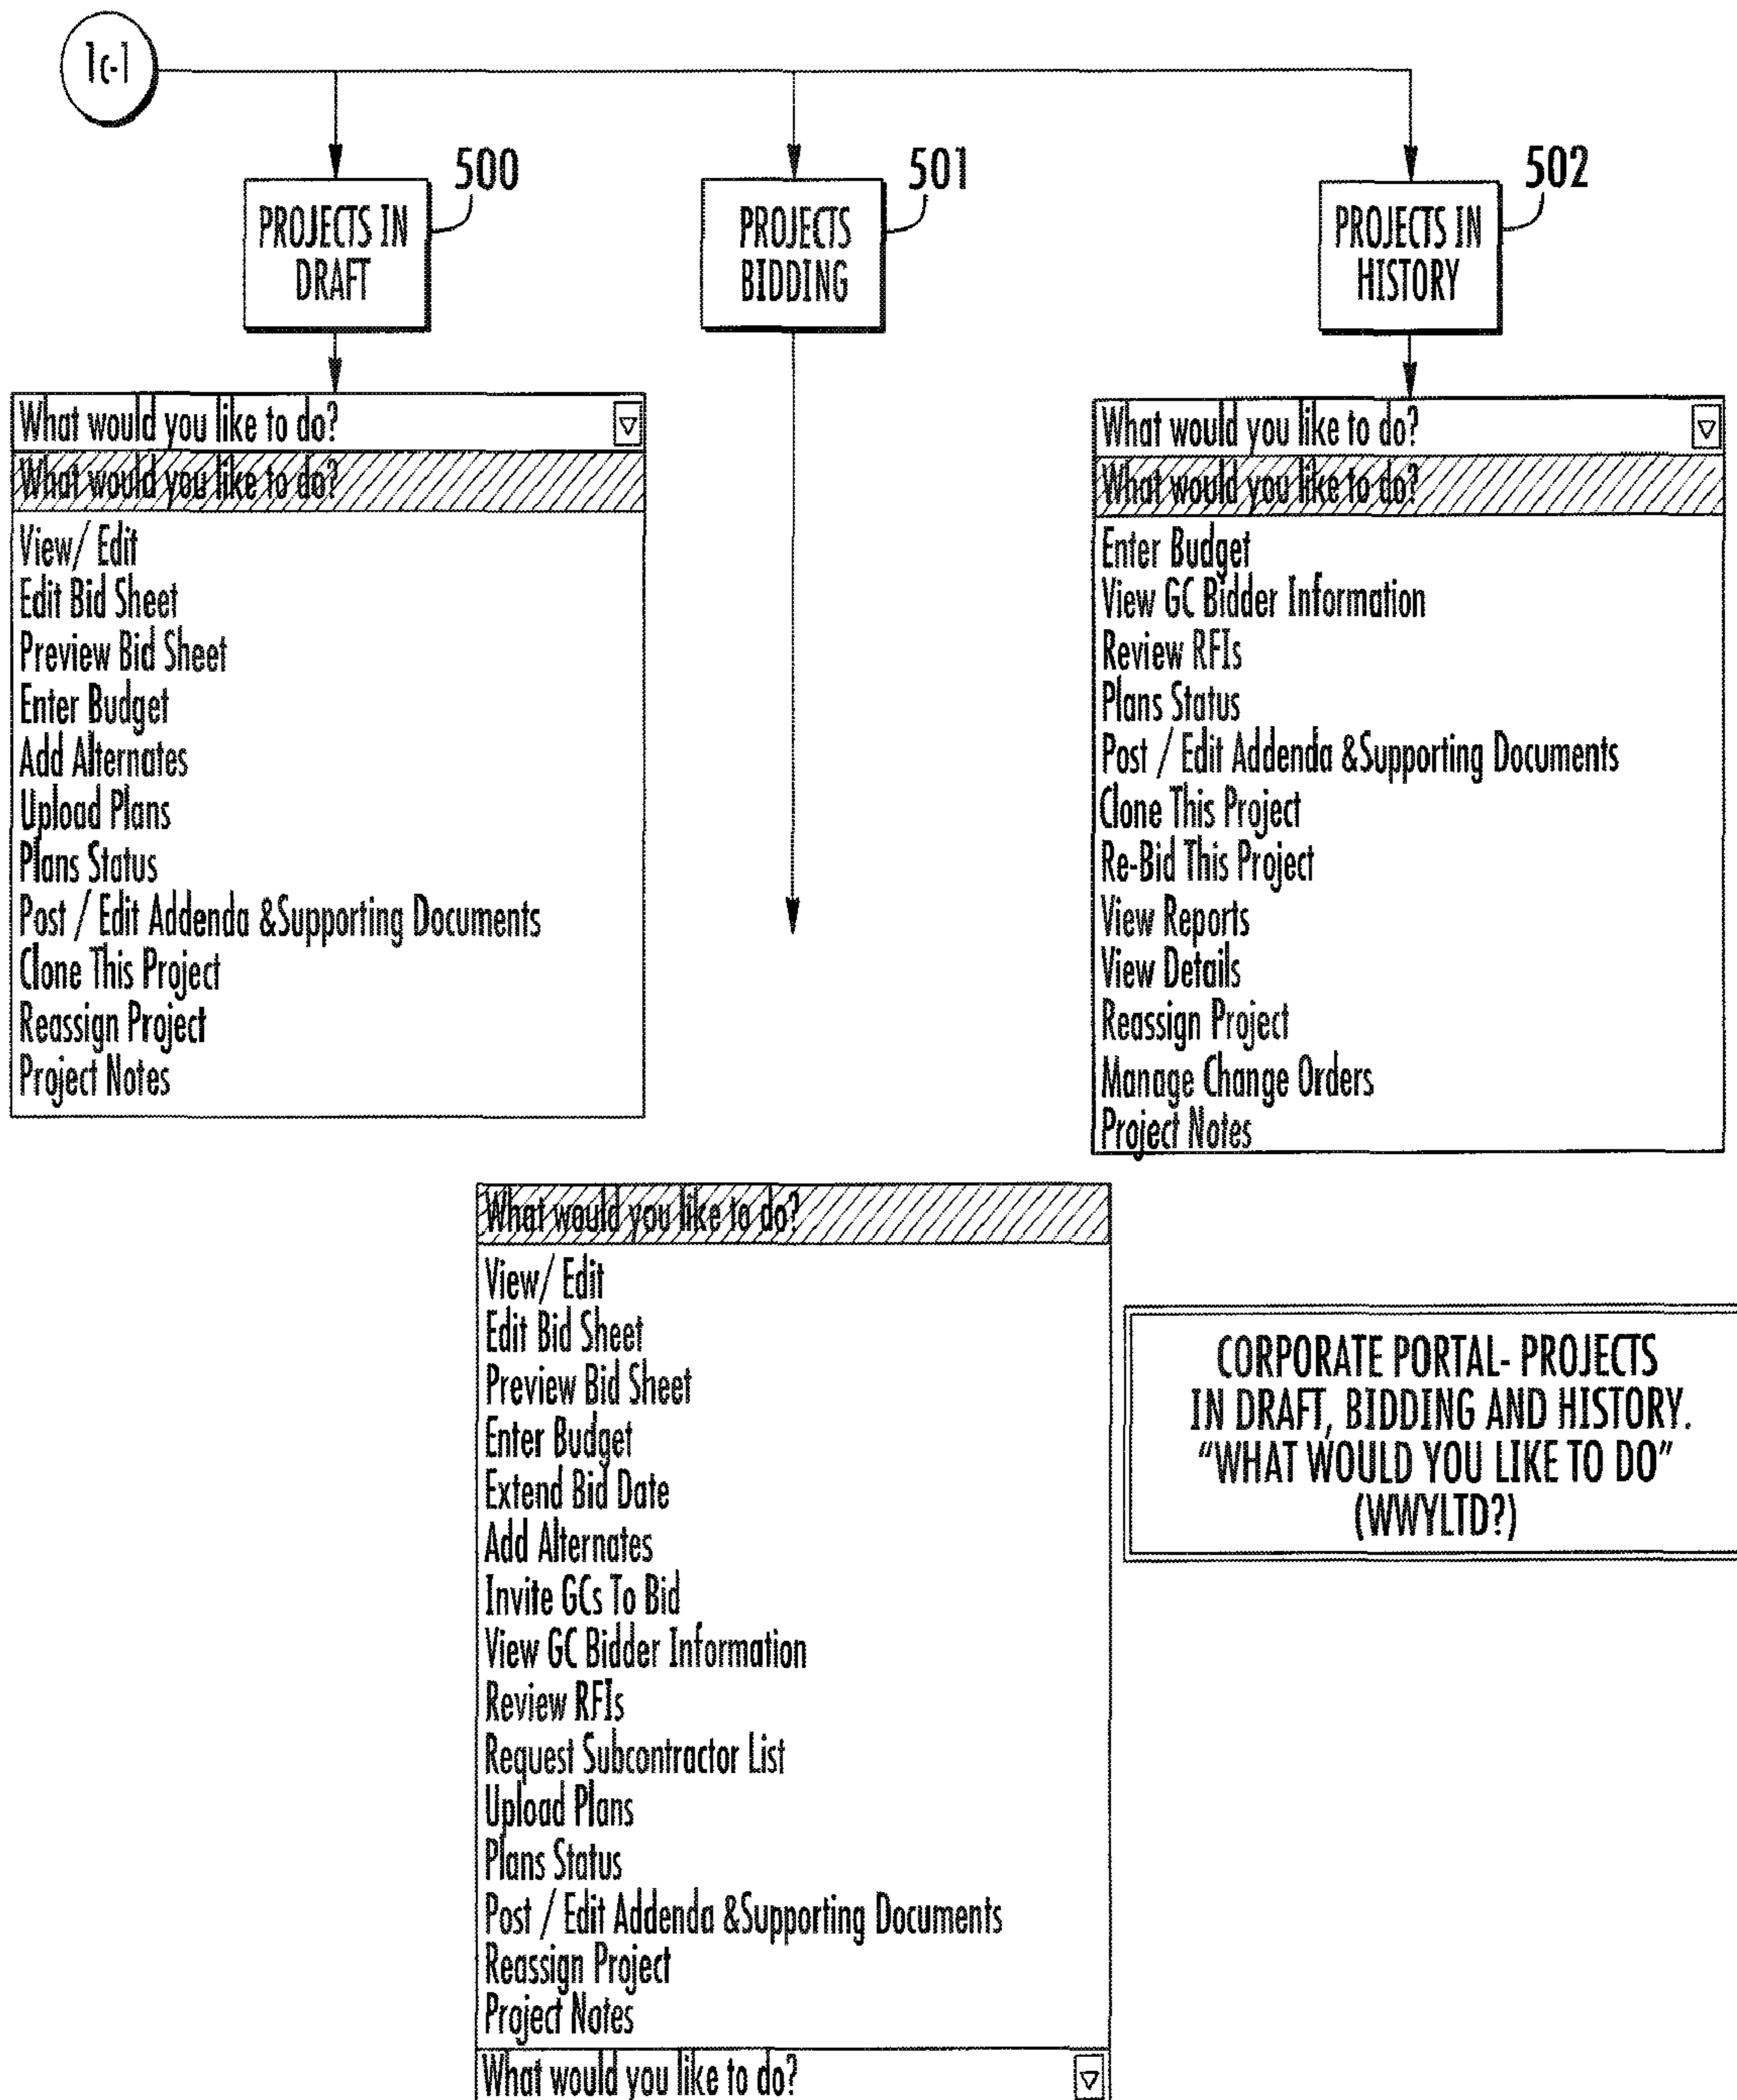 1c-1
500
PROJECTS IN
DRAFT
501
PROJECTS
BIDDING
502
PROJECTS IN
HISTORY
What would you like to do?
What would you like to do?
View/ Edit
Edit Bid Sheet
Preview Bid Sheet
Enter Budget
Add Alternates
Upload Plans
Plans Status
Post / Edit Addenda &Supporting Documents
Clone This Project
Reassign Project
Project Notes
What would you like to do?
What would you like to do?
Enter Budget
View GC Bidder Information
Review RFIs
Plans Status
Post / Edit Addenda &Supporting Documents
Clone This Project
Re-Bid This Project
View Reports
View Details
Reassign Project
Manage Change Orders
Project Notes
What would you like to do?
View/ Edit
Edit Bid Sheet
Preview Bid Sheet
Enter Budget
Extend Bid Date
Add Alternates
Invite GCs To Bid
View GC Bidder Information
Review RFIs
Request Subcontractor List
Upload Plans
Plans Status
Post / Edit Addenda &Supporting Documents
Reassign Project
Project Notes
What would you like to do?
CORPORATE PORTAL- PROJECTS
IN DRAFT, BIDDING AND HISTORY.
“WHAT WOULD YOU LIKE TO DO”
(WWYLTD?)